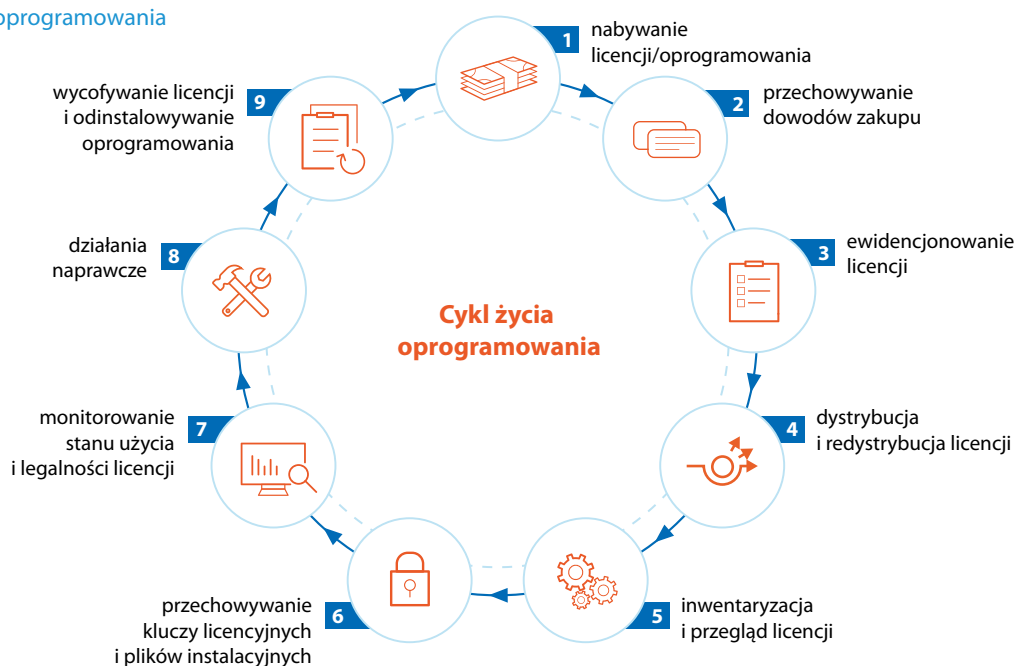 oprogramowania
1
nabywanie
licencji/oprogramowania
2
przechowywanie
dowodów zakupu
3
ewidencjonowanie
licencji
4
dystrybucja
i redystrybucja licencji
5
inwentaryzacja
i przegląd licencji
6
przechowywanie
kluczy licencyjnych
i plików instalacyjnych
7
monitorowanie
stanu użycia
i legalności licencji
8
działania
naprawcze
9
wycofywanie licencji
i odinstalowywanie
oprogramowania
Cykl życia
oprogramowania